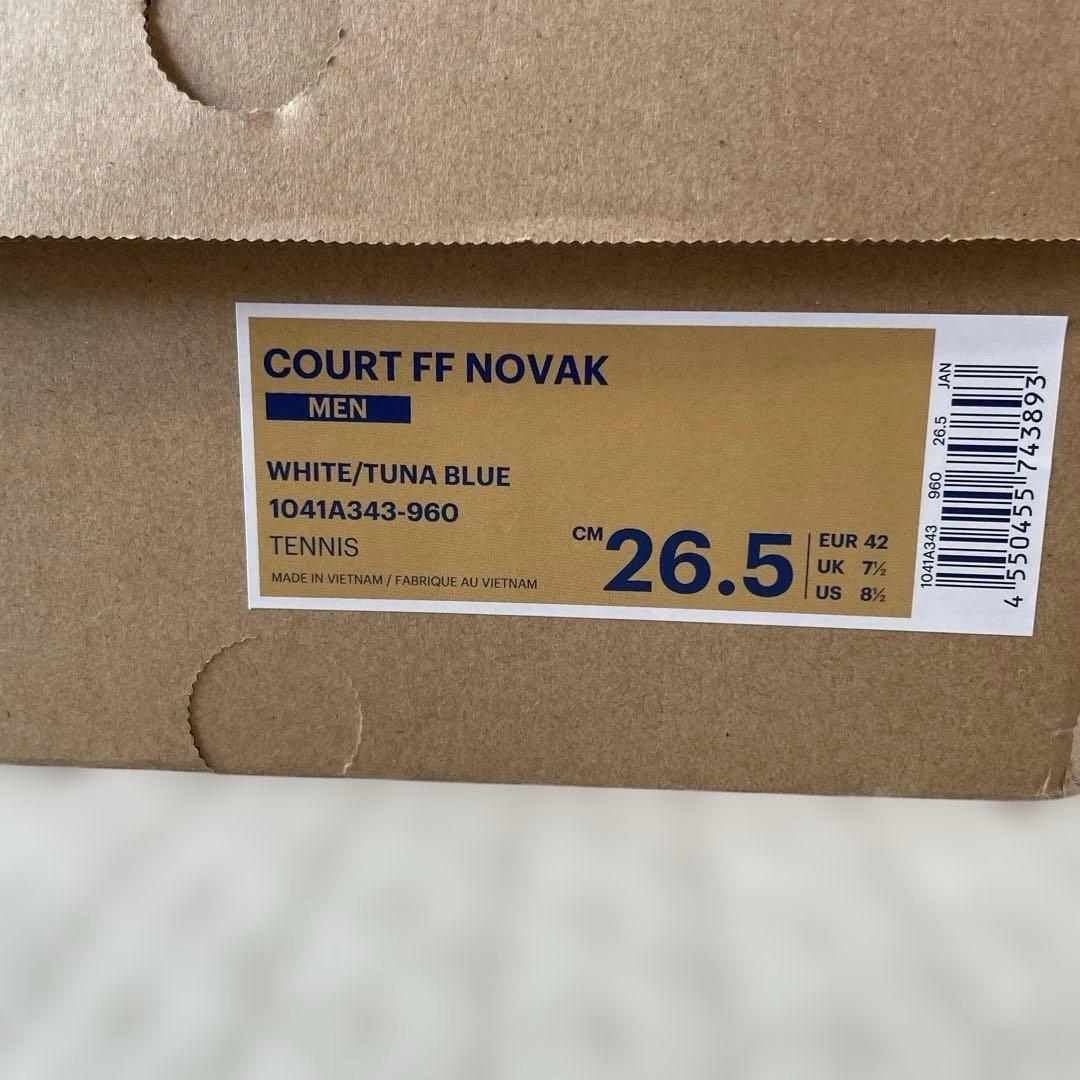 COURT FF NOVAK
MEN
WHITE/TUNA BLUE
1041A343-960
TENNIS
MADE IN VIETNAM / FABRIQUE AU VIETNAM
CM 26.5
EUR 42
UK 7½
US 8½
1041A343 960 26.5 JAN
4 550455 743893